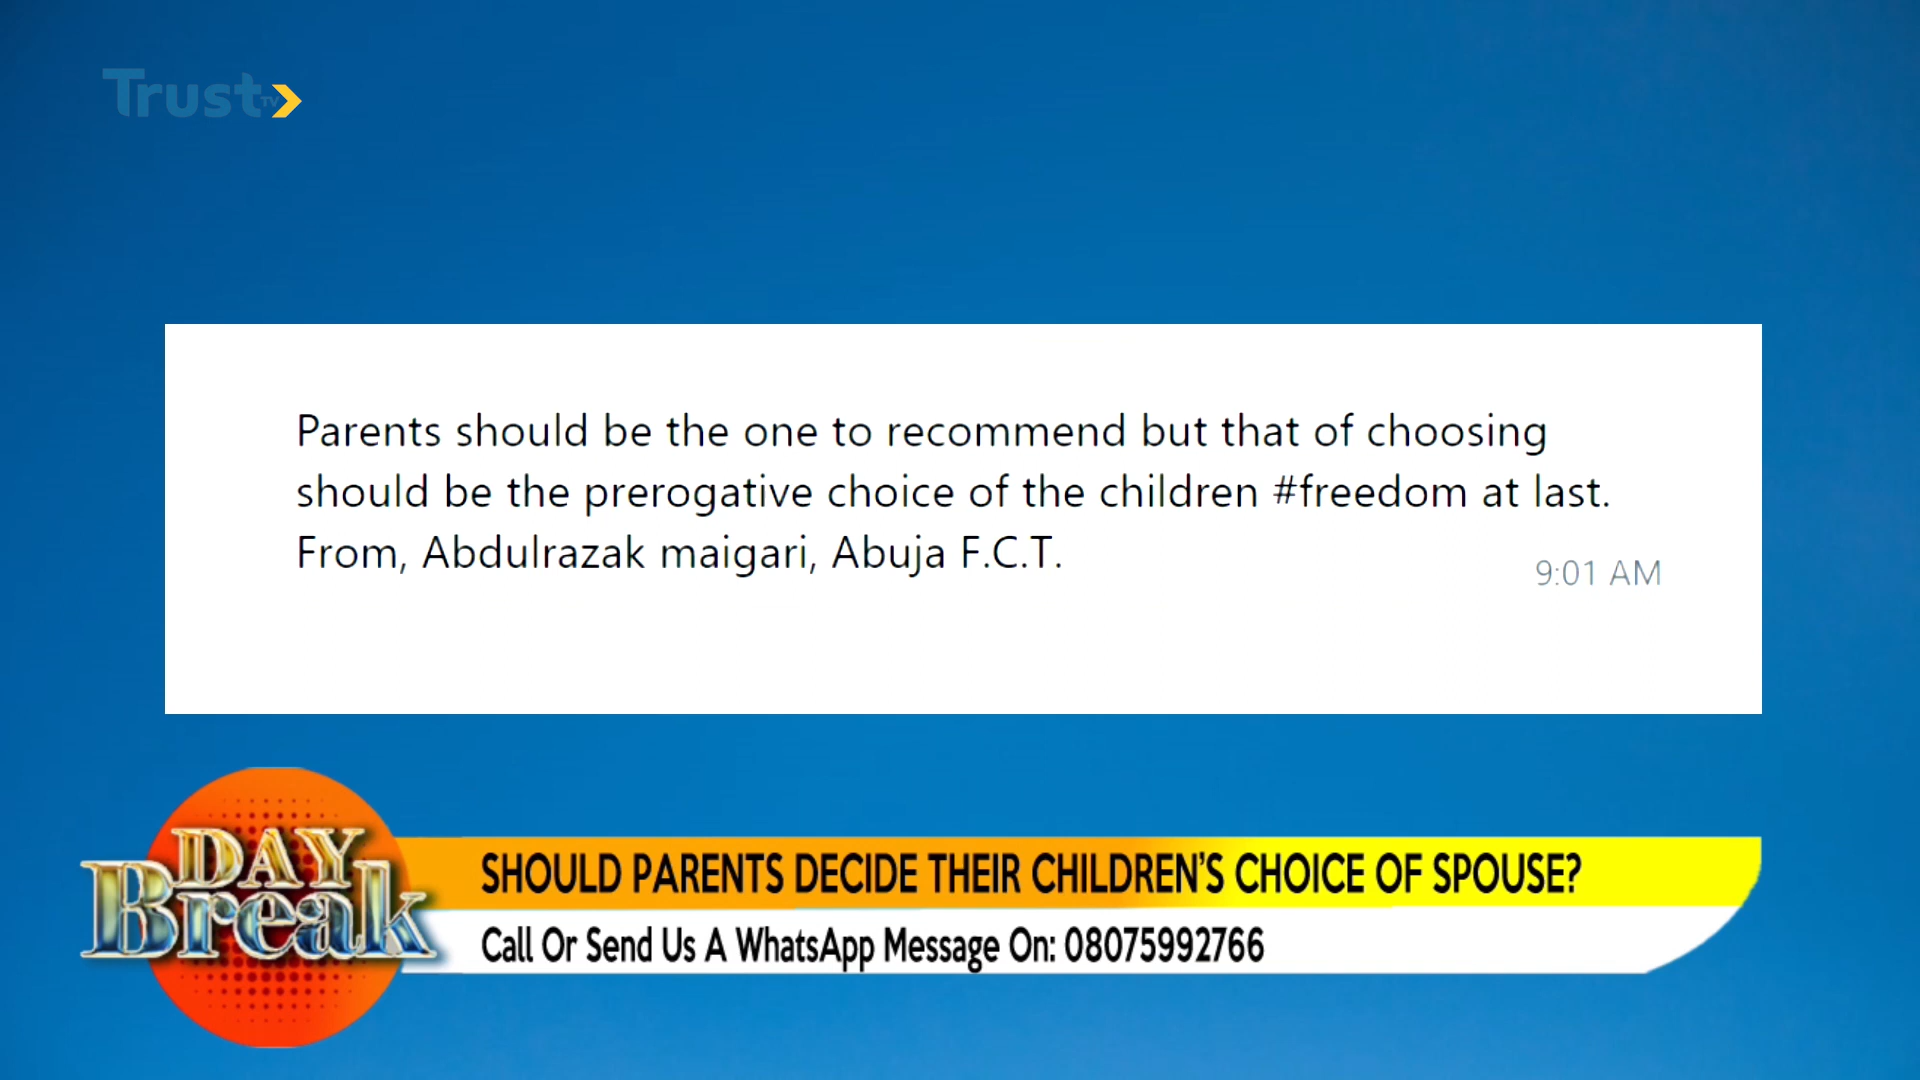 Trust TV
Parents should be the one to recommend but that of choosing
should be the prerogative choice of the children #freedom at last.
From, Abdulrazak maigari, Abuja F.C.T.
9:01 AM
DAY
Break
SHOULD PARENTS DECIDE THEIR CHILDREN'S CHOICE OF SPOUSE?
Call Or Send Us A WhatsApp Message On: 08075992766